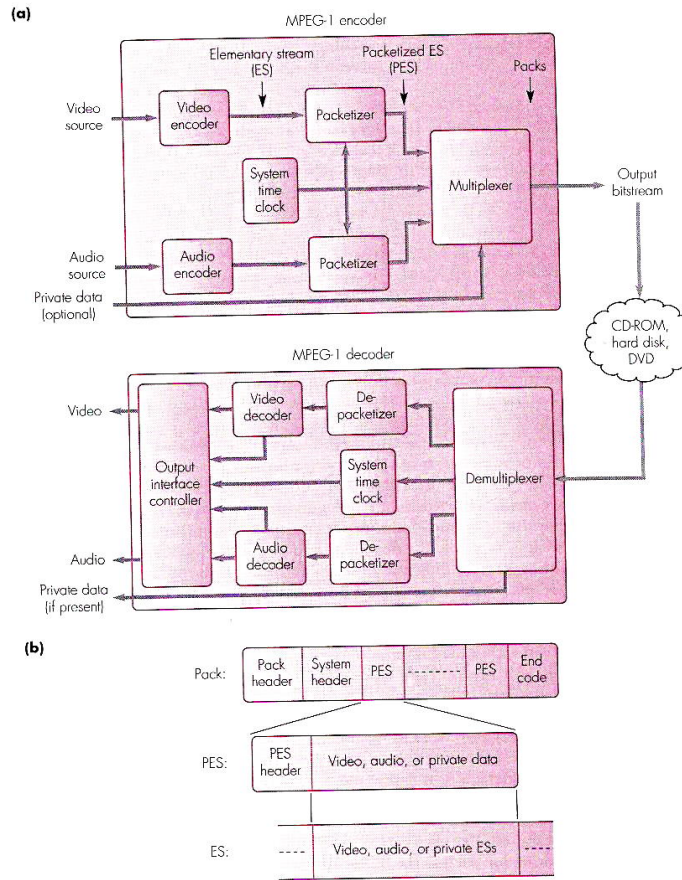 (a)
MPEG-1 encoder
Elementary stream
(ES)
Packetized ES
(PES)
Packs
Video
source
Video
encoder
Packetizer
System
time
clock
Multiplexer
Output
bitstream
Audio
source
Audio
encoder
Packetizer
Private data
(optional)
CD-ROM,
hard disk,
DVD
MPEG-1 decoder
Video
Video
decoder
De-
packetizer
Output
interface
controller
System
time
clock
Demultiplexer
Audio
Audio
decoder
De-
packetizer
Private data
(if present)
(b)
Pack:
Pack
header
System
header
PES
PES
End
code
PES:
PES
header
Video, audio, or private data
ES:
Video, audio, or private ESs